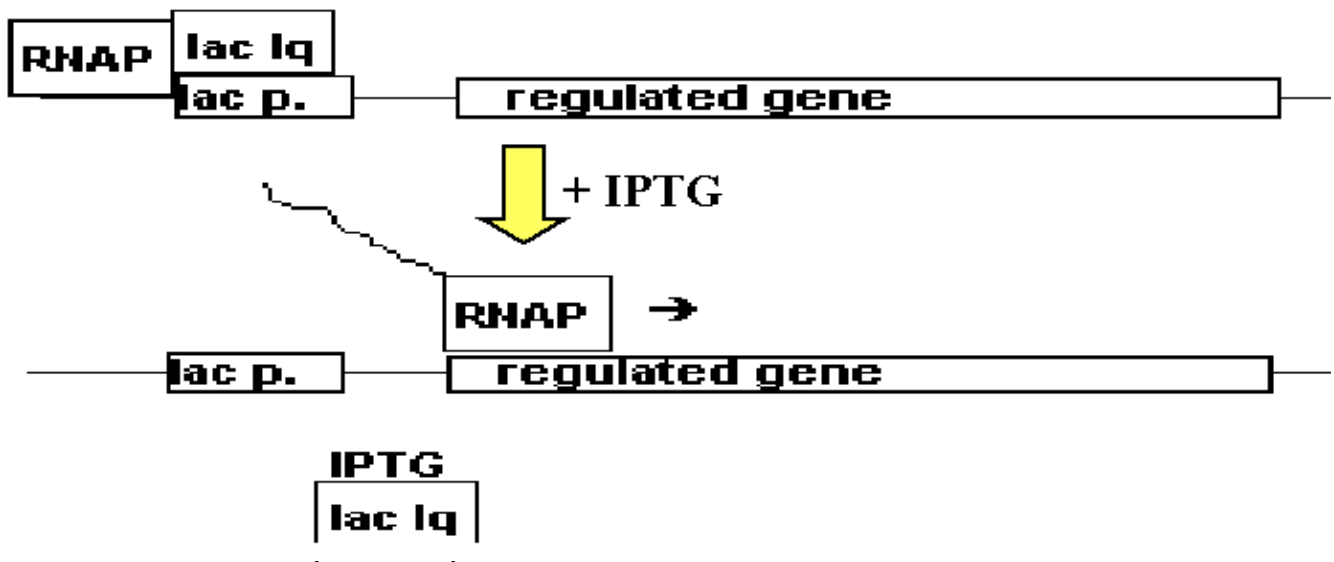 RNAP lac Iq
lac p. regulated gene
+ IPTG
RNAP →
lac p. regulated gene
IPTG
lac Iq